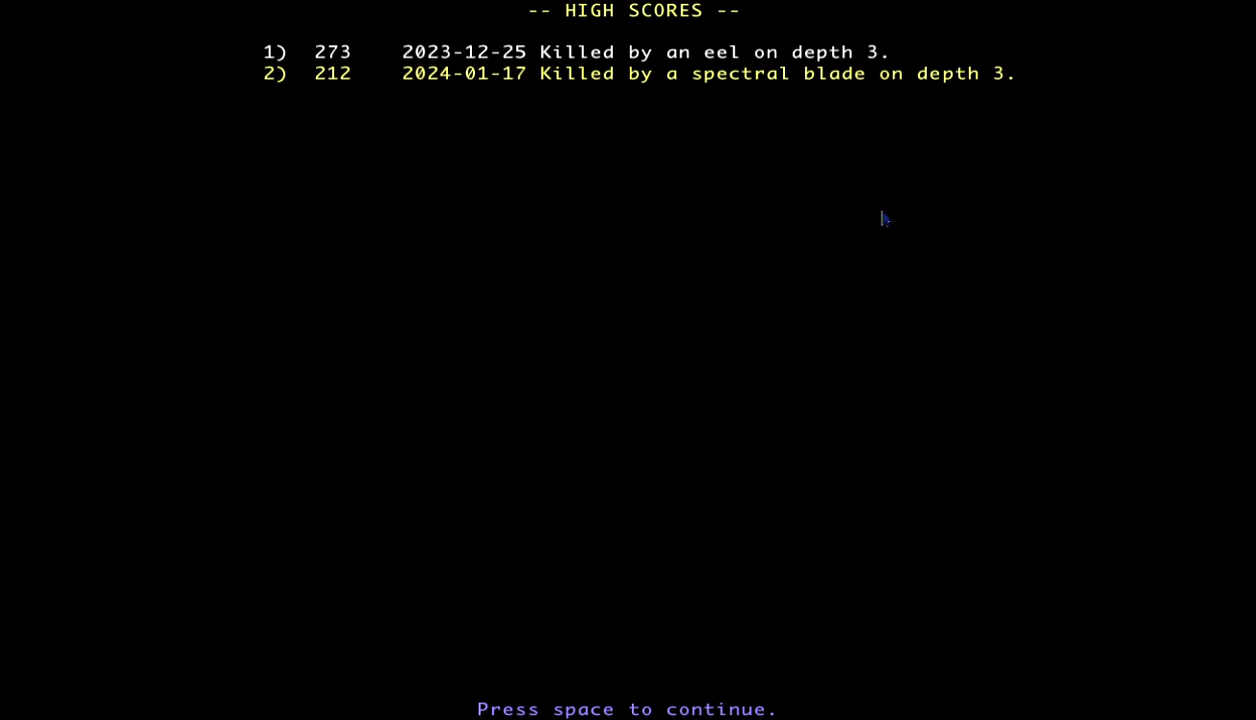 -- HIGH SCORES --
1) 273 2023-12-25 Killed by an eel on depth 3.
2) 212 2024-01-17 Killed by a spectral blade on depth 3.
Press space to continue.